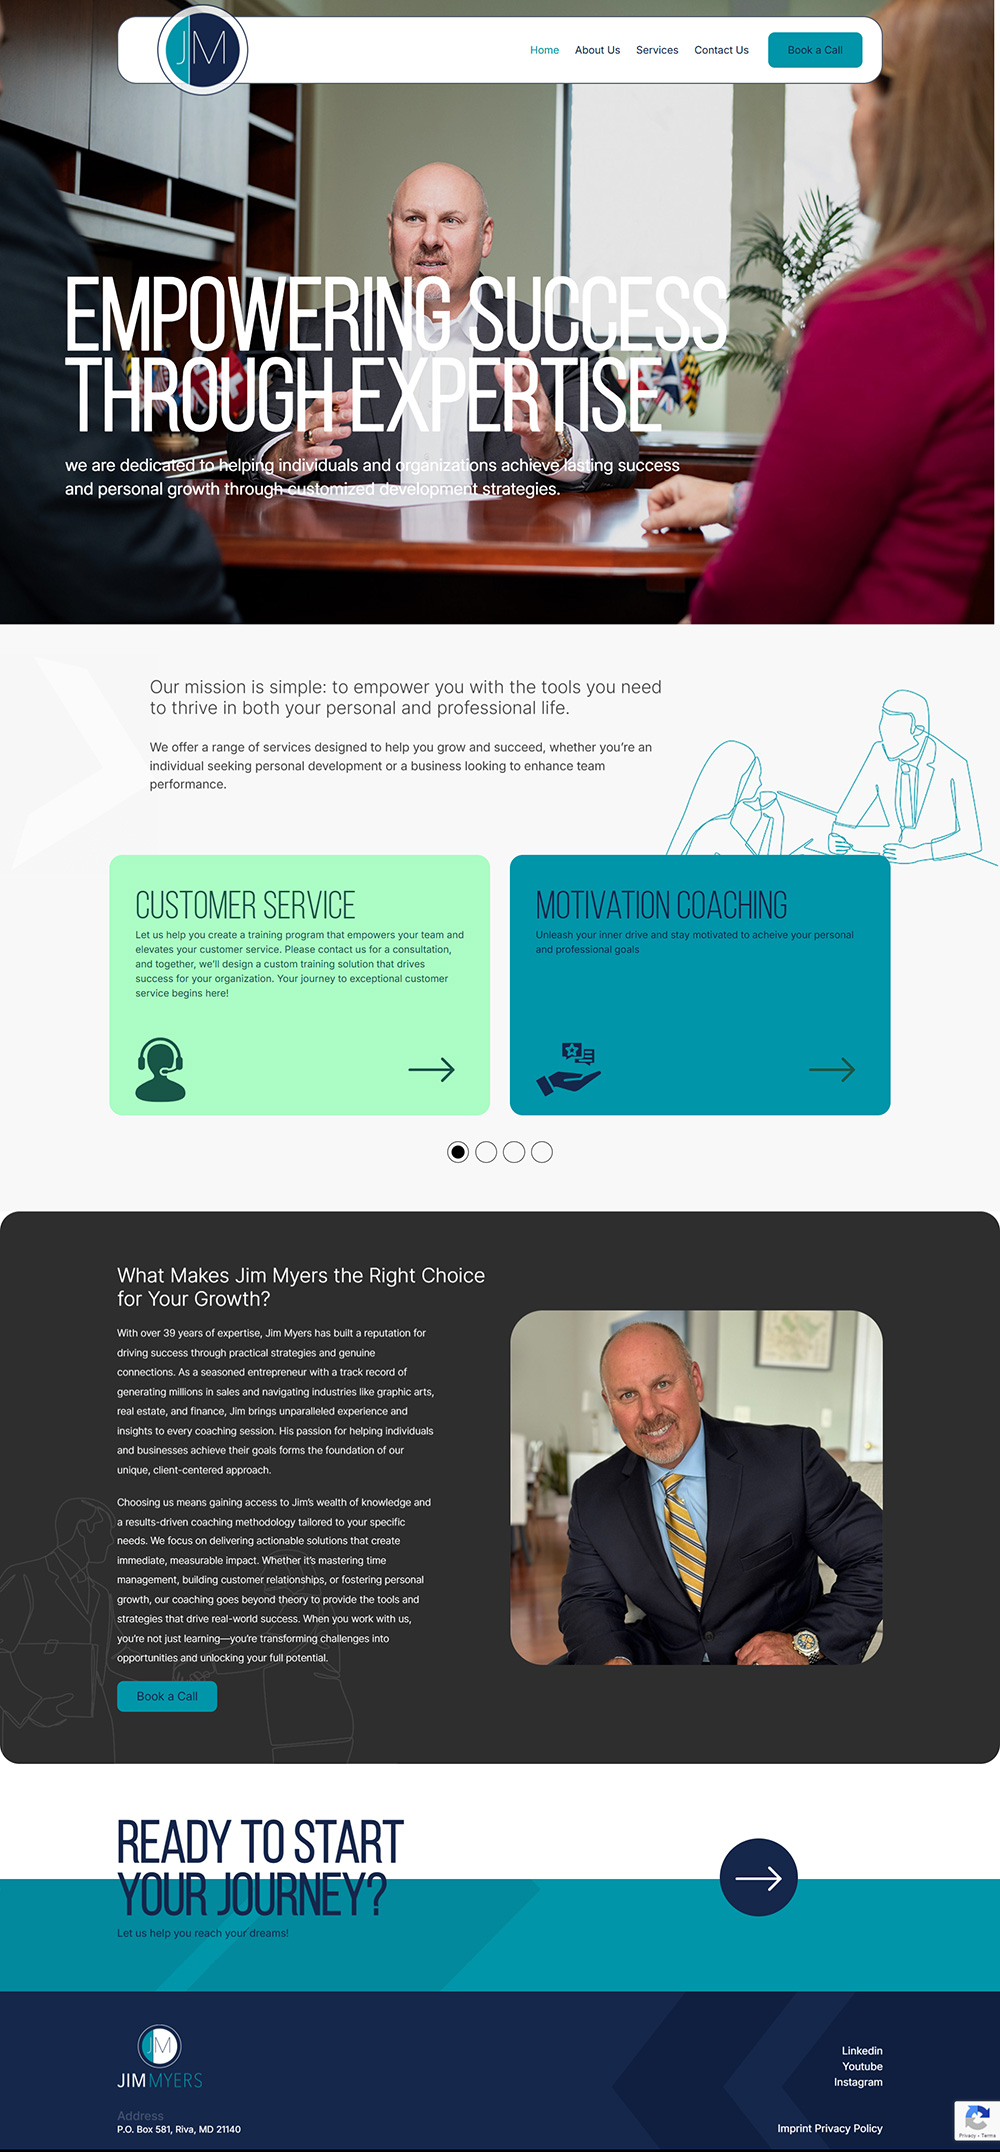 JM
Home About Us Services Contact Us Book a Call
EMPOWERING SUCCESS
THROUGH EXPERTISE
we are dedicated to helping individuals and organizations achieve lasting success
and personal growth through customized development strategies.
Our mission is simple: to empower you with the tools you need
to thrive in both your personal and professional life.
We offer a range of services designed to help you grow and succeed, whether you're an
individual seeking personal development or a business looking to enhance team
performance.
CUSTOMER SERVICE
Let us help you create a training program that empowers your team and
elevates your customer service. Please contact us for a consultation,
and together, we'll design a custom training solution that drives
success for your organization. Your journey to exceptional customer
service begins here!
MOTIVATION COACHING
Unleash your inner drive and stay motivated to acheive your personal
and professional goals
What Makes Jim Myers the Right Choice
for Your Growth?
With over 39 years of expertise, Jim Myers has built a reputation for
driving success through practical strategies and genuine
connections. As a seasoned entrepreneur with a track record of
generating millions in sales and navigating industries like graphic arts,
real estate, and finance, Jim brings unparalleled experience and
insights to every coaching session. His passion for helping individuals
and businesses achieve their goals forms the foundation of our
unique, client-centered approach.
Choosing us means gaining access to Jim's wealth of knowledge and
a results-driven coaching methodology tailored to your specific
needs. We focus on delivering actionable solutions that create
immediate, measurable impact. Whether it's mastering time
management, building customer relationships, or fostering personal
growth, our coaching goes beyond theory to provide the tools and
strategies that drive real-world success. When you work with us,
you're not just learning—you're transforming challenges into
opportunities and unlocking your full potential.
Book a Call
READY TO START
YOUR JOURNEY?
Let us help you reach your dreams!
JM
JIM MYERS
Linkedin
Youtube
Instagram
Address
P.O. Box 581, Riva, MD 21140
Imprint Privacy Policy
Privacy - Terms